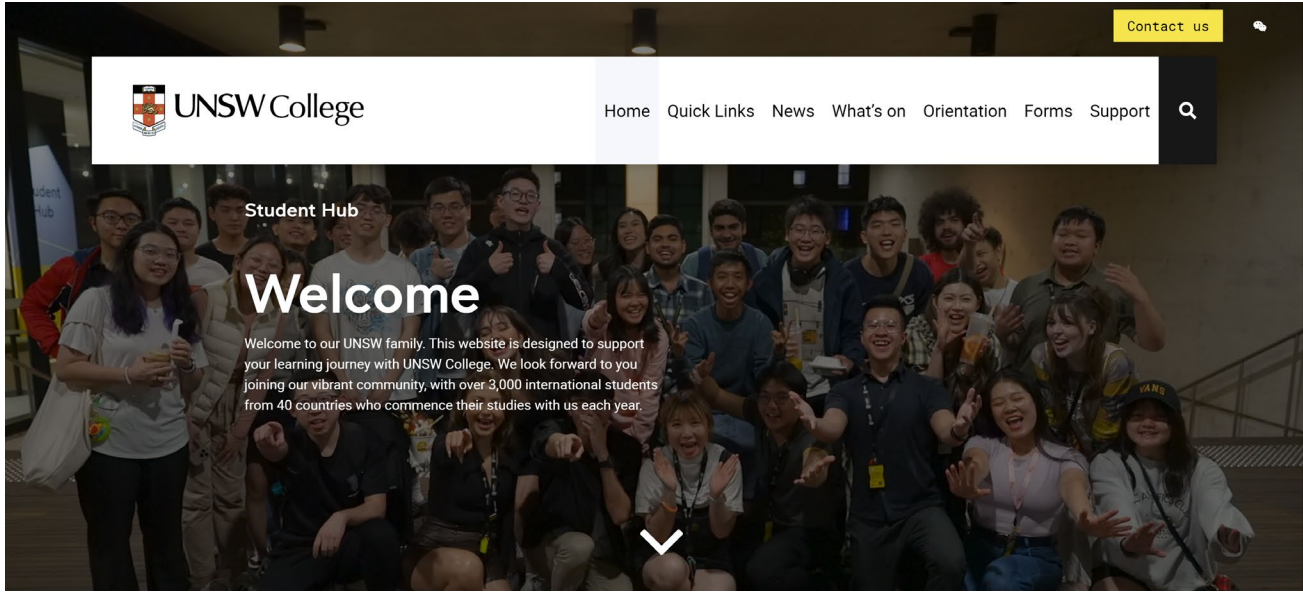 Contact us
UNSW College
Home Quick Links News What's on Orientation Forms Support
Student Hub
Welcome
Welcome to our UNSW family. This website is designed to support
your learning journey with UNSW College. We look forward to you
joining our vibrant community, with over 3,000 international students
from 40 countries who commence their studies with us each year.
udent
Hub
VANS